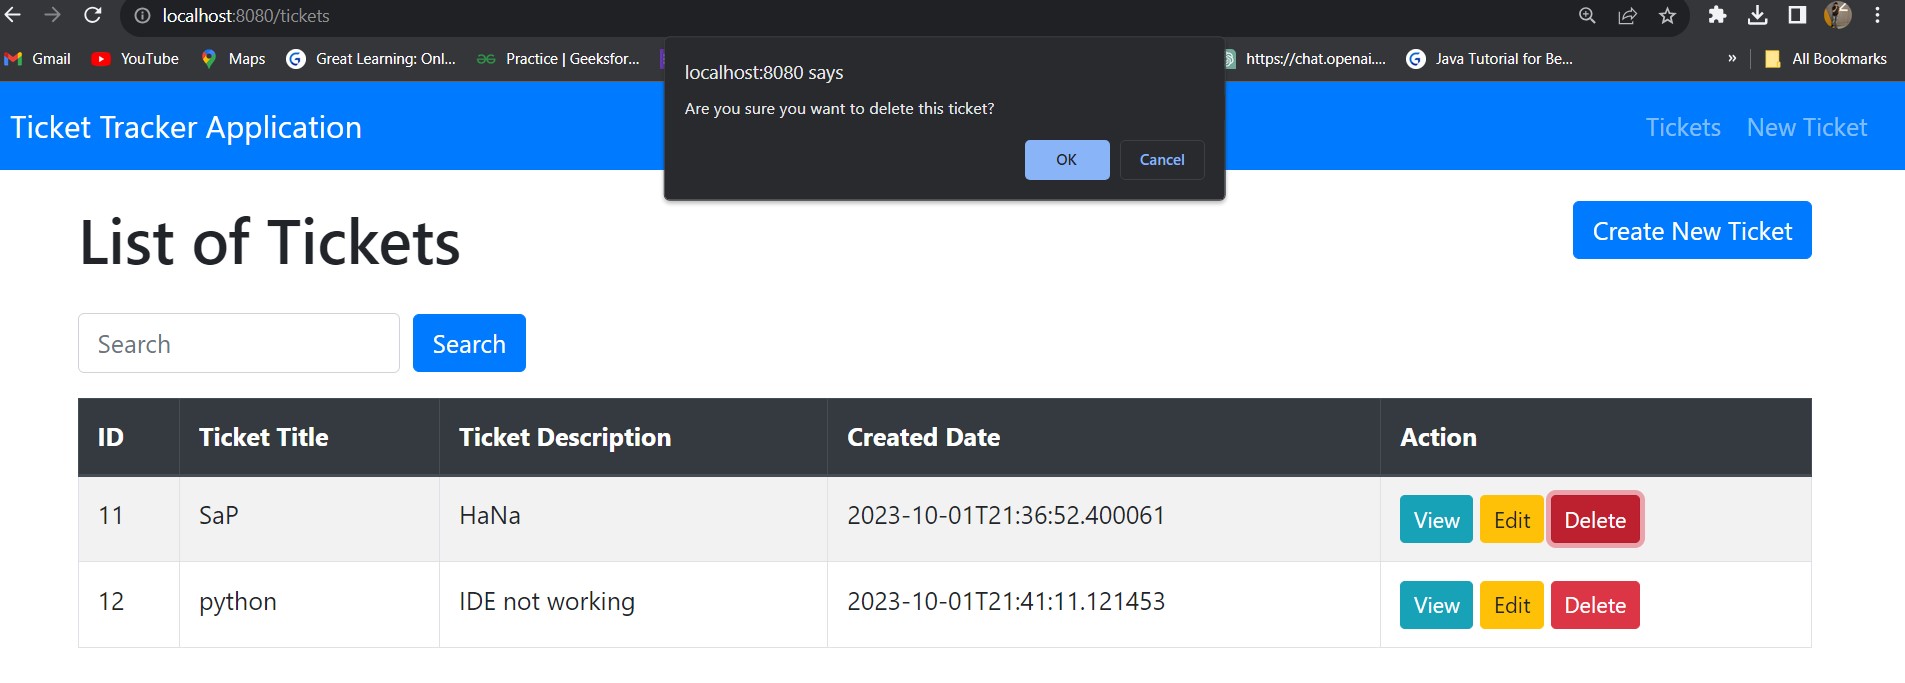 localhost:8080/tickets
Gmail YouTube Maps Great Learning: Onl... Practice | Geeksfor... https://chat.openai.... Java Tutorial for Be... » All Bookmarks
localhost:8080 says
Are you sure you want to delete this ticket?
OK Cancel
Ticket Tracker Application Tickets New Ticket
List of Tickets Create New Ticket
Search Search
ID Ticket Title Ticket Description Created Date Action
11 SaP HaNa 2023-10-01T21:36:52.400061 View Edit Delete
12 python IDE not working 2023-10-01T21:41:11.121453 View Edit Delete